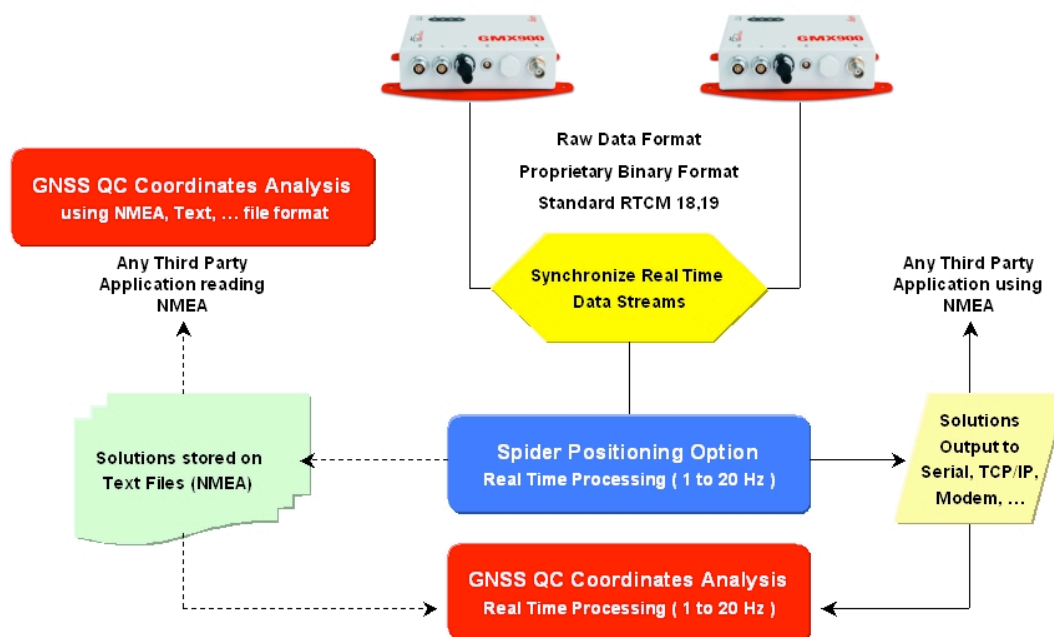 GMX900
GMX900
Raw Data Format
Proprietary Binary Format
Standard RTCM 18,19
GNSS QC Coordinates Analysis
using NMEA, Text, ... file format
Any Third Party
Application reading
NMEA
Synchronize Real Time
Data Streams
Any Third Party
Application using
NMEA
Solutions stored on
Text Files (NMEA)
Spider Positioning Option
Real Time Processing ( 1 to 20 Hz )
Solutions
Output to
Serial, TCP/IP,
Modem, ...
GNSS QC Coordinates Analysis
Real Time Processing ( 1 to 20 Hz )